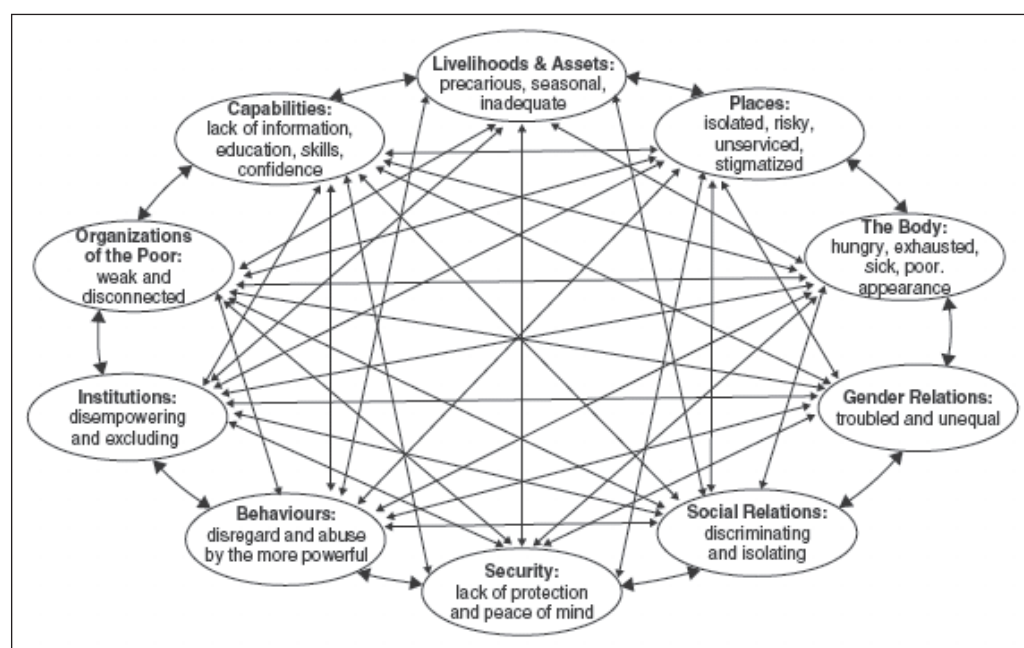 Livelihoods & Assets:
precarious, seasonal,
inadequate
Capabilities:
lack of information,
education, skills,
confidence
Places:
isolated, risky,
unserviced,
stigmatized
Organizations
of the Poor:
weak and
disconnected
The Body:
hungry, exhausted,
sick, poor.
appearance
Institutions:
disempowering
and excluding
Gender Relations:
troubled and unequal
Behaviours:
disregard and abuse
by the more powerful
Social Relations:
discriminating
and isolating
Security:
lack of protection
and peace of mind